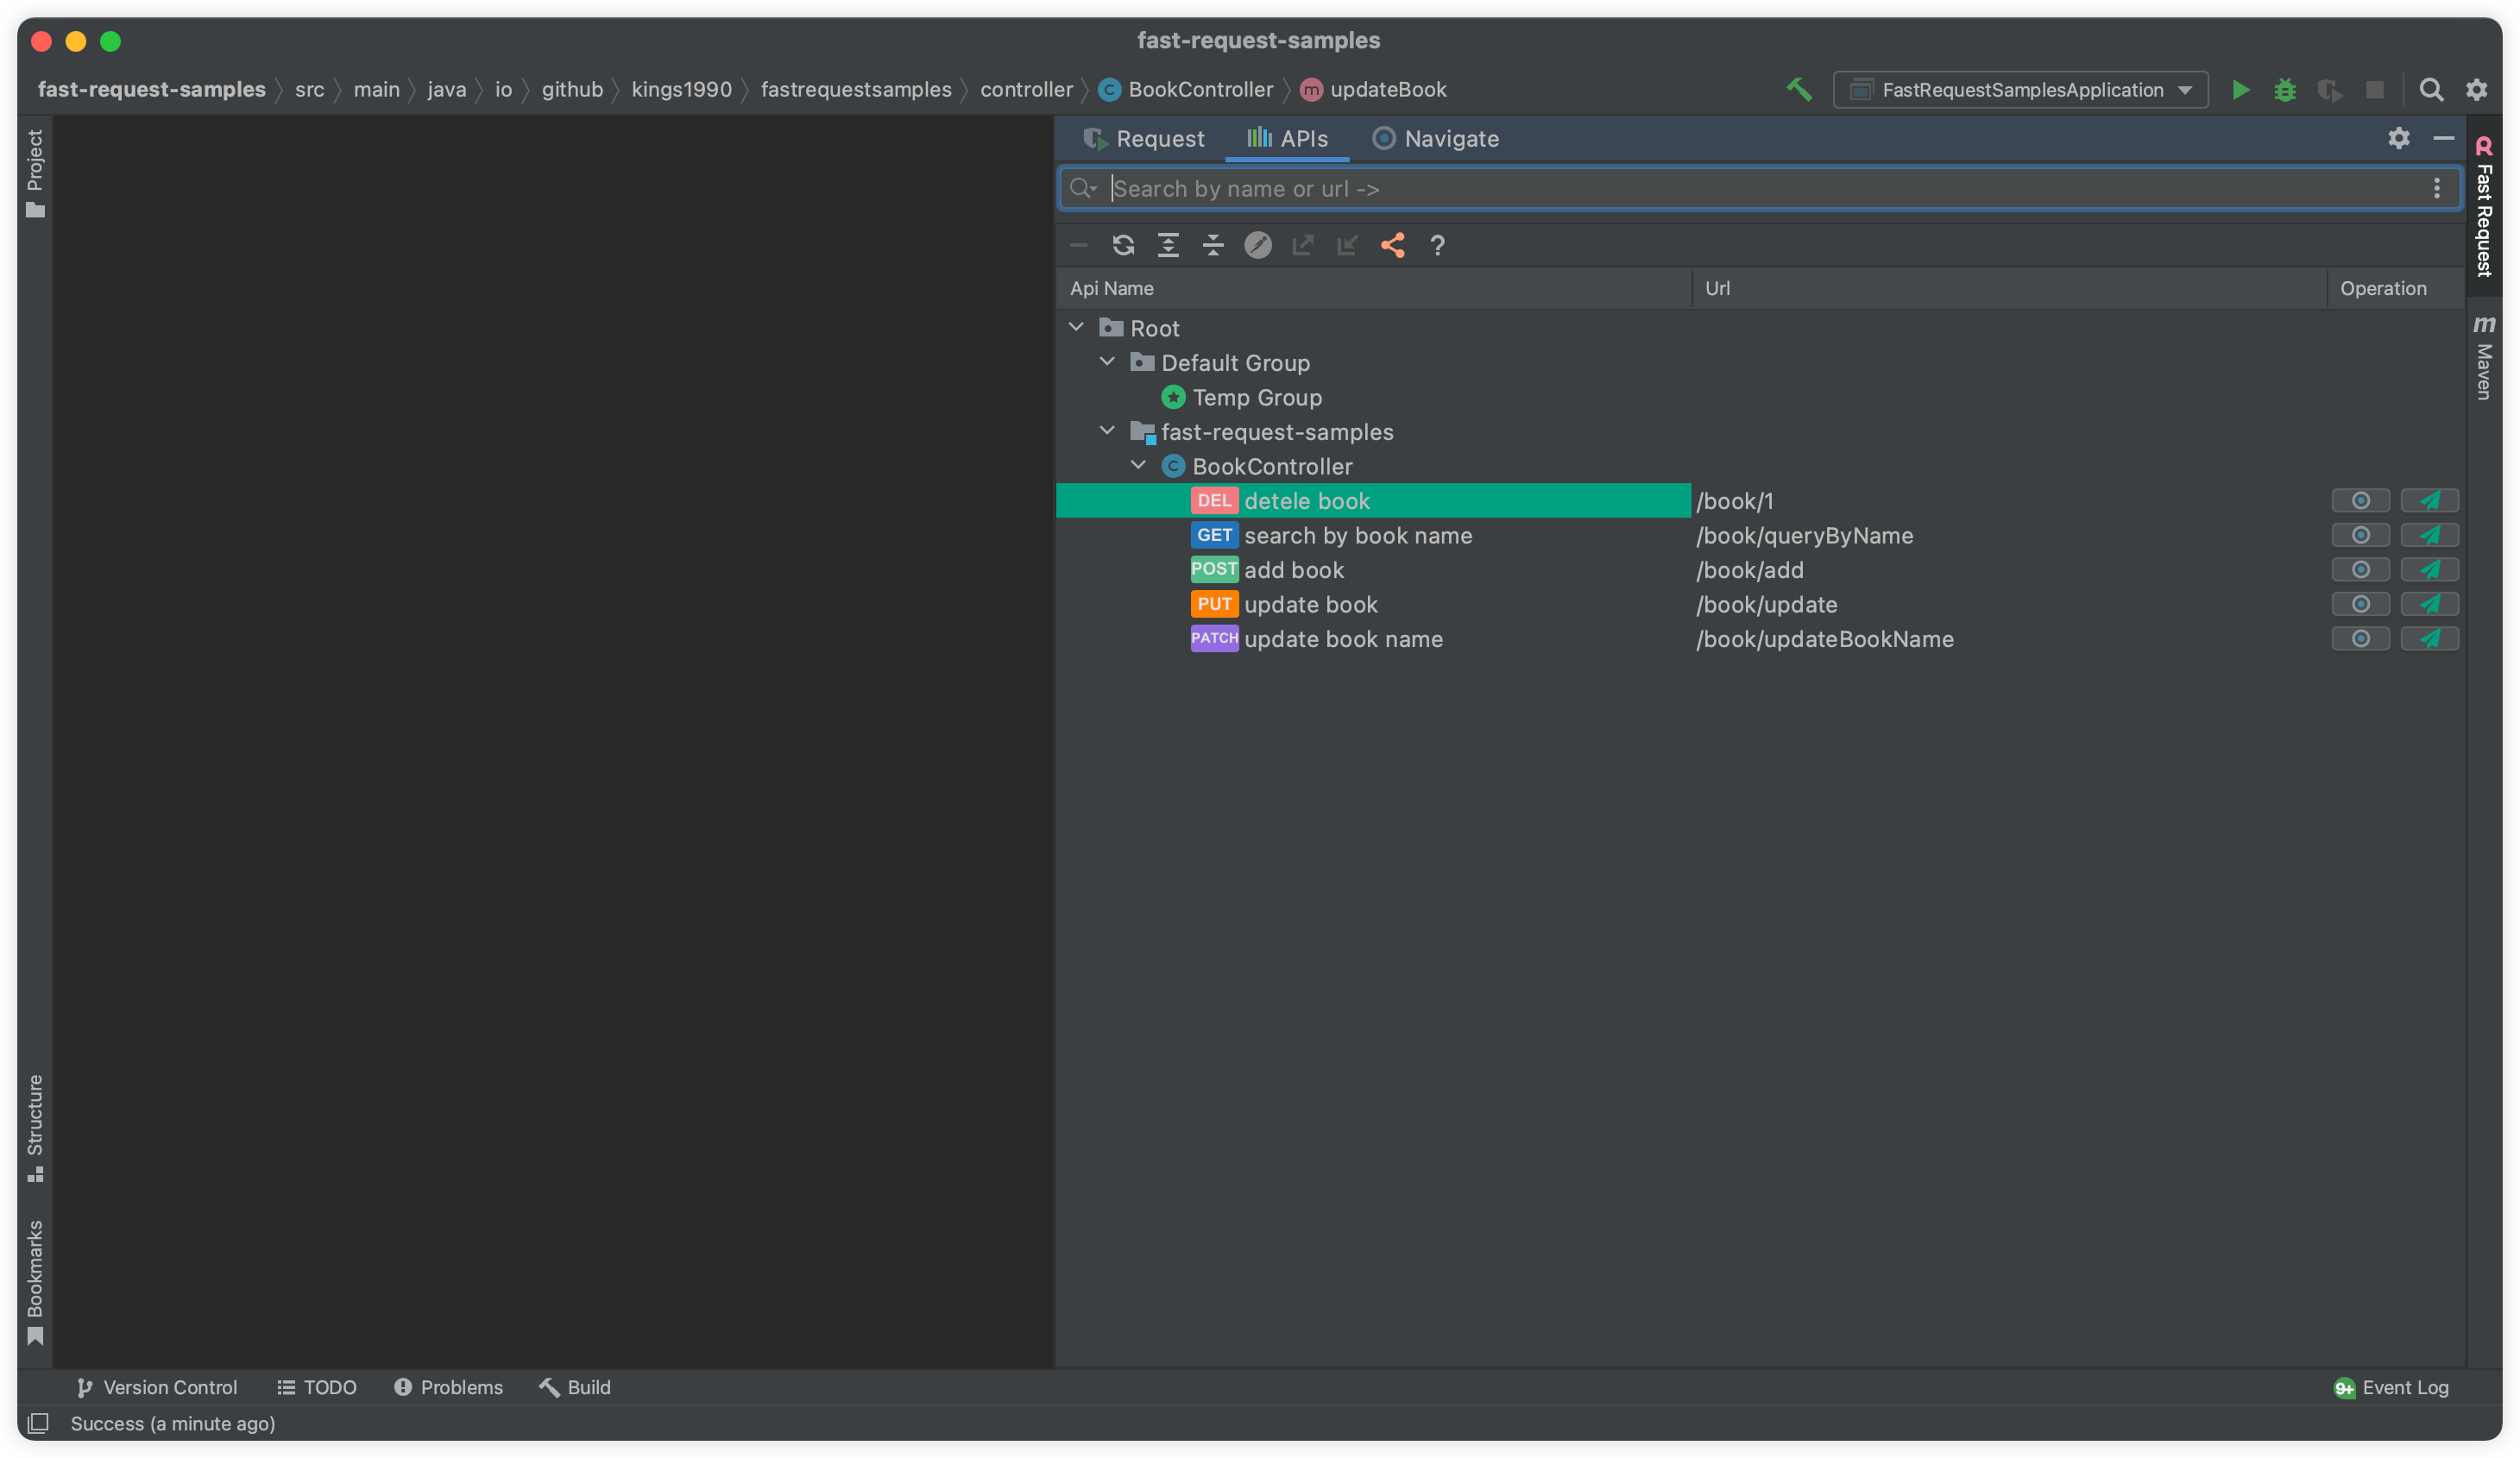 fast-request-samples
fast-request-samples src main java io github kings1990 fastrequestsamples controller C BookController m updateBook FastRequestSamplesApplication
Project
Request APIs Navigate
Search by name or url ->
?
Api Name Url Operation
Root
Default Group
Temp Group
fast-request-samples
C BookController
DEL detele book /book/1
GET search by book name /book/queryByName
POST add book /book/add
PUT update book /book/update
PATCH update book name /book/updateBookName
R Fast Request
m Maven
Structure
Bookmarks
Version Control TODO Problems Build 9+ Event Log
Success (a minute ago)